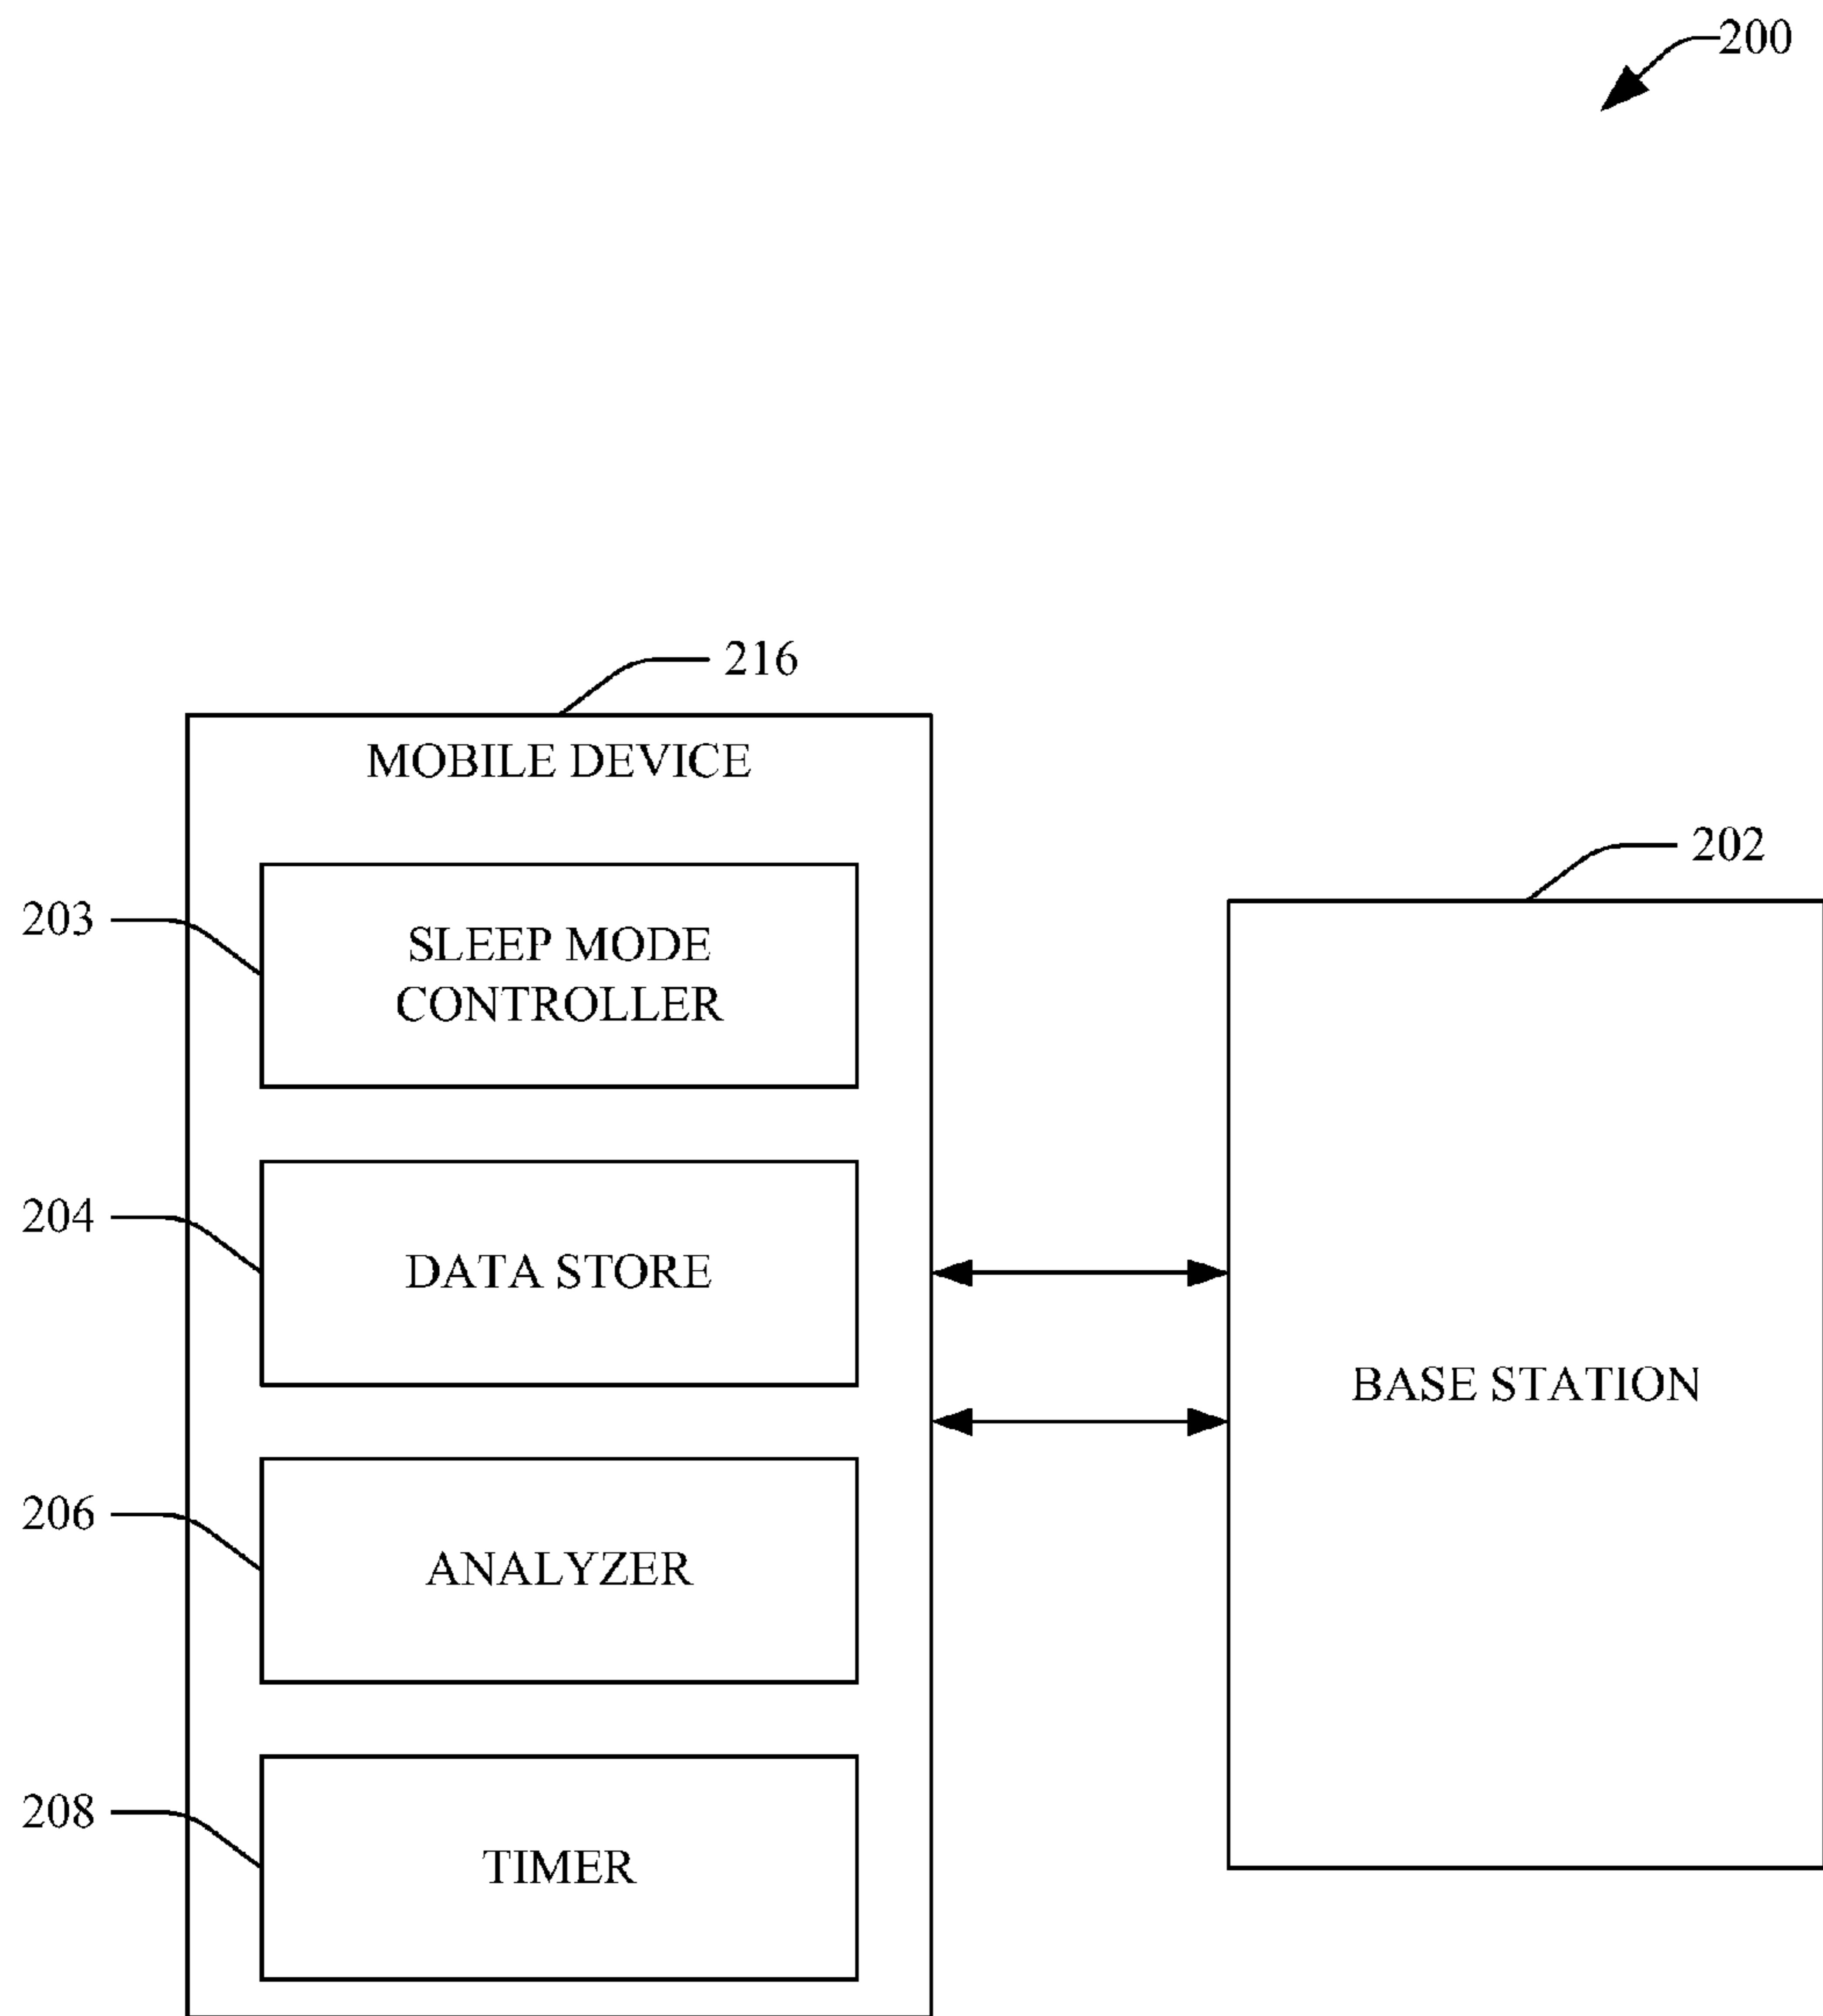 200
216
MOBILE DEVICE
202
203
SLEEP MODE
CONTROLLER
204
DATA STORE
BASE STATION
206
ANALYZER
208
TIMER